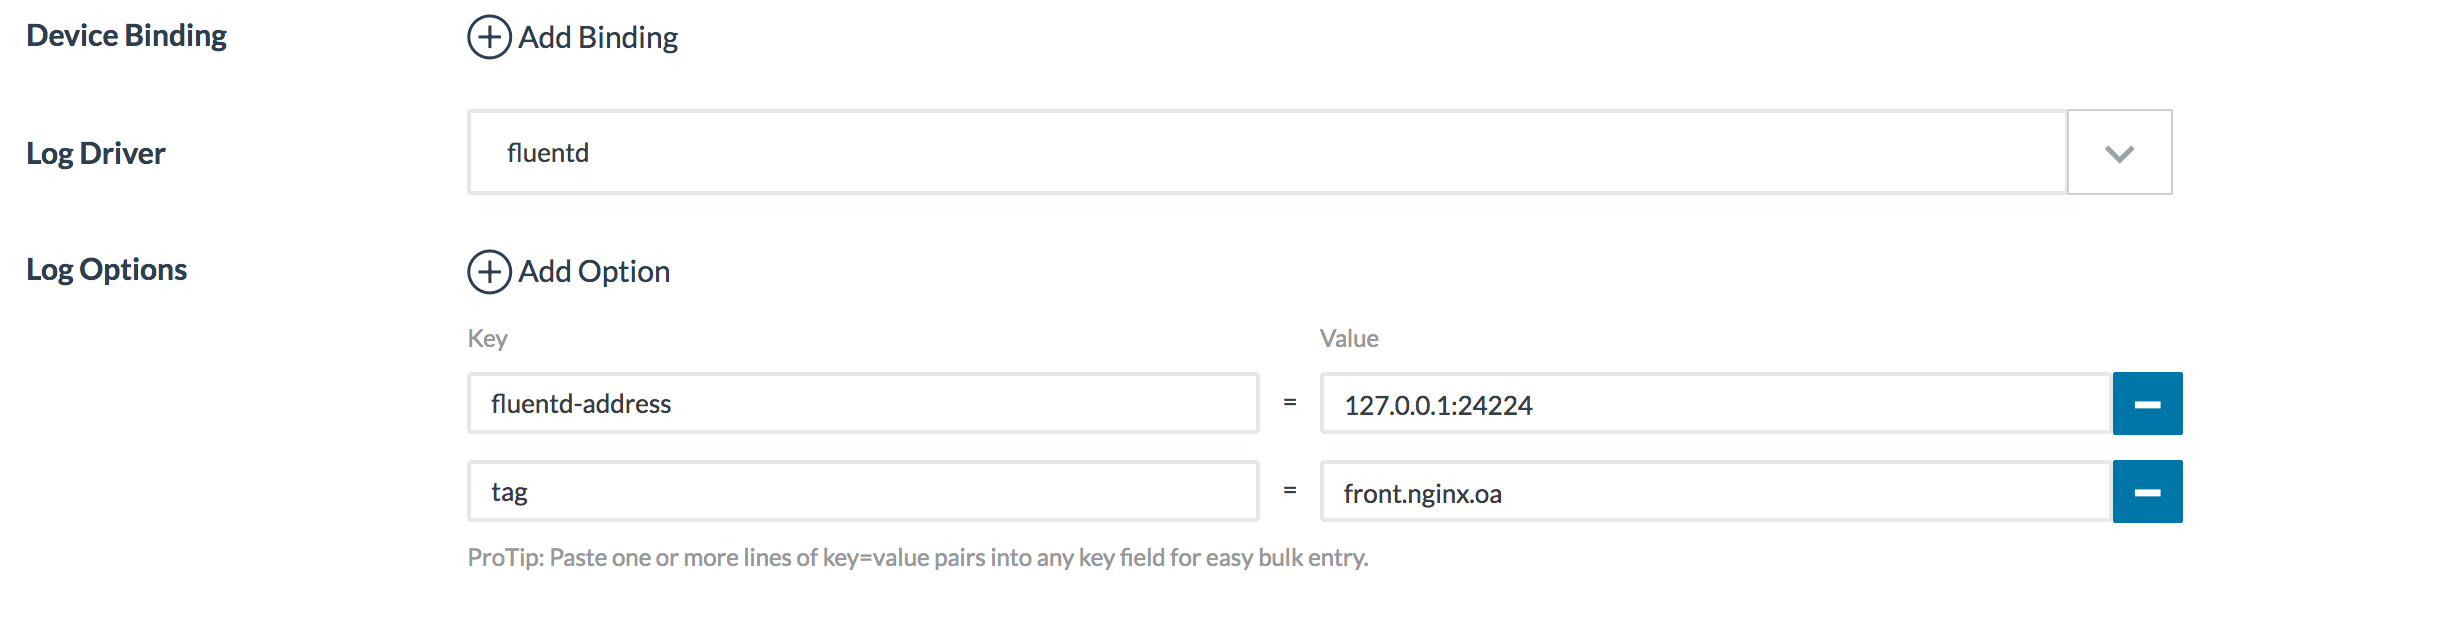 Device Binding
Add Binding
Log Driver
fluentd
Log Options
Add Option
Key
Value
fluentd-address
=
127.0.0.1:24224
tag
=
front.nginx.oa
ProTip: Paste one or more lines of key=value pairs into any key field for easy bulk entry.